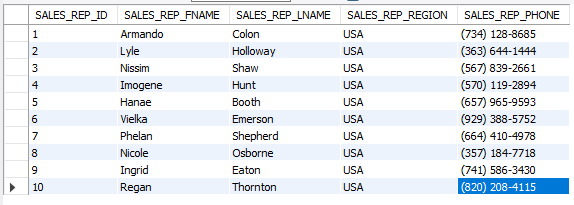 SALES_REP_ID SALES_REP_FNAME SALES_REP_LNAME SALES_REP_REGION SALES_REP_PHONE
1 Armando Colon USA (734) 128-8685
2 Lyle Holloway USA (363) 644-1444
3 Nissim Shaw USA (567) 839-2661
4 Imogene Hunt USA (570) 119-2894
5 Hanae Booth USA (657) 965-9593
6 Vielka Emerson USA (929) 388-5752
7 Phelan Shepherd USA (664) 410-4978
8 Nicole Osborne USA (357) 184-7718
9 Ingrid Eaton USA (741) 586-3430
10 Regan Thornton USA (820) 208-4115